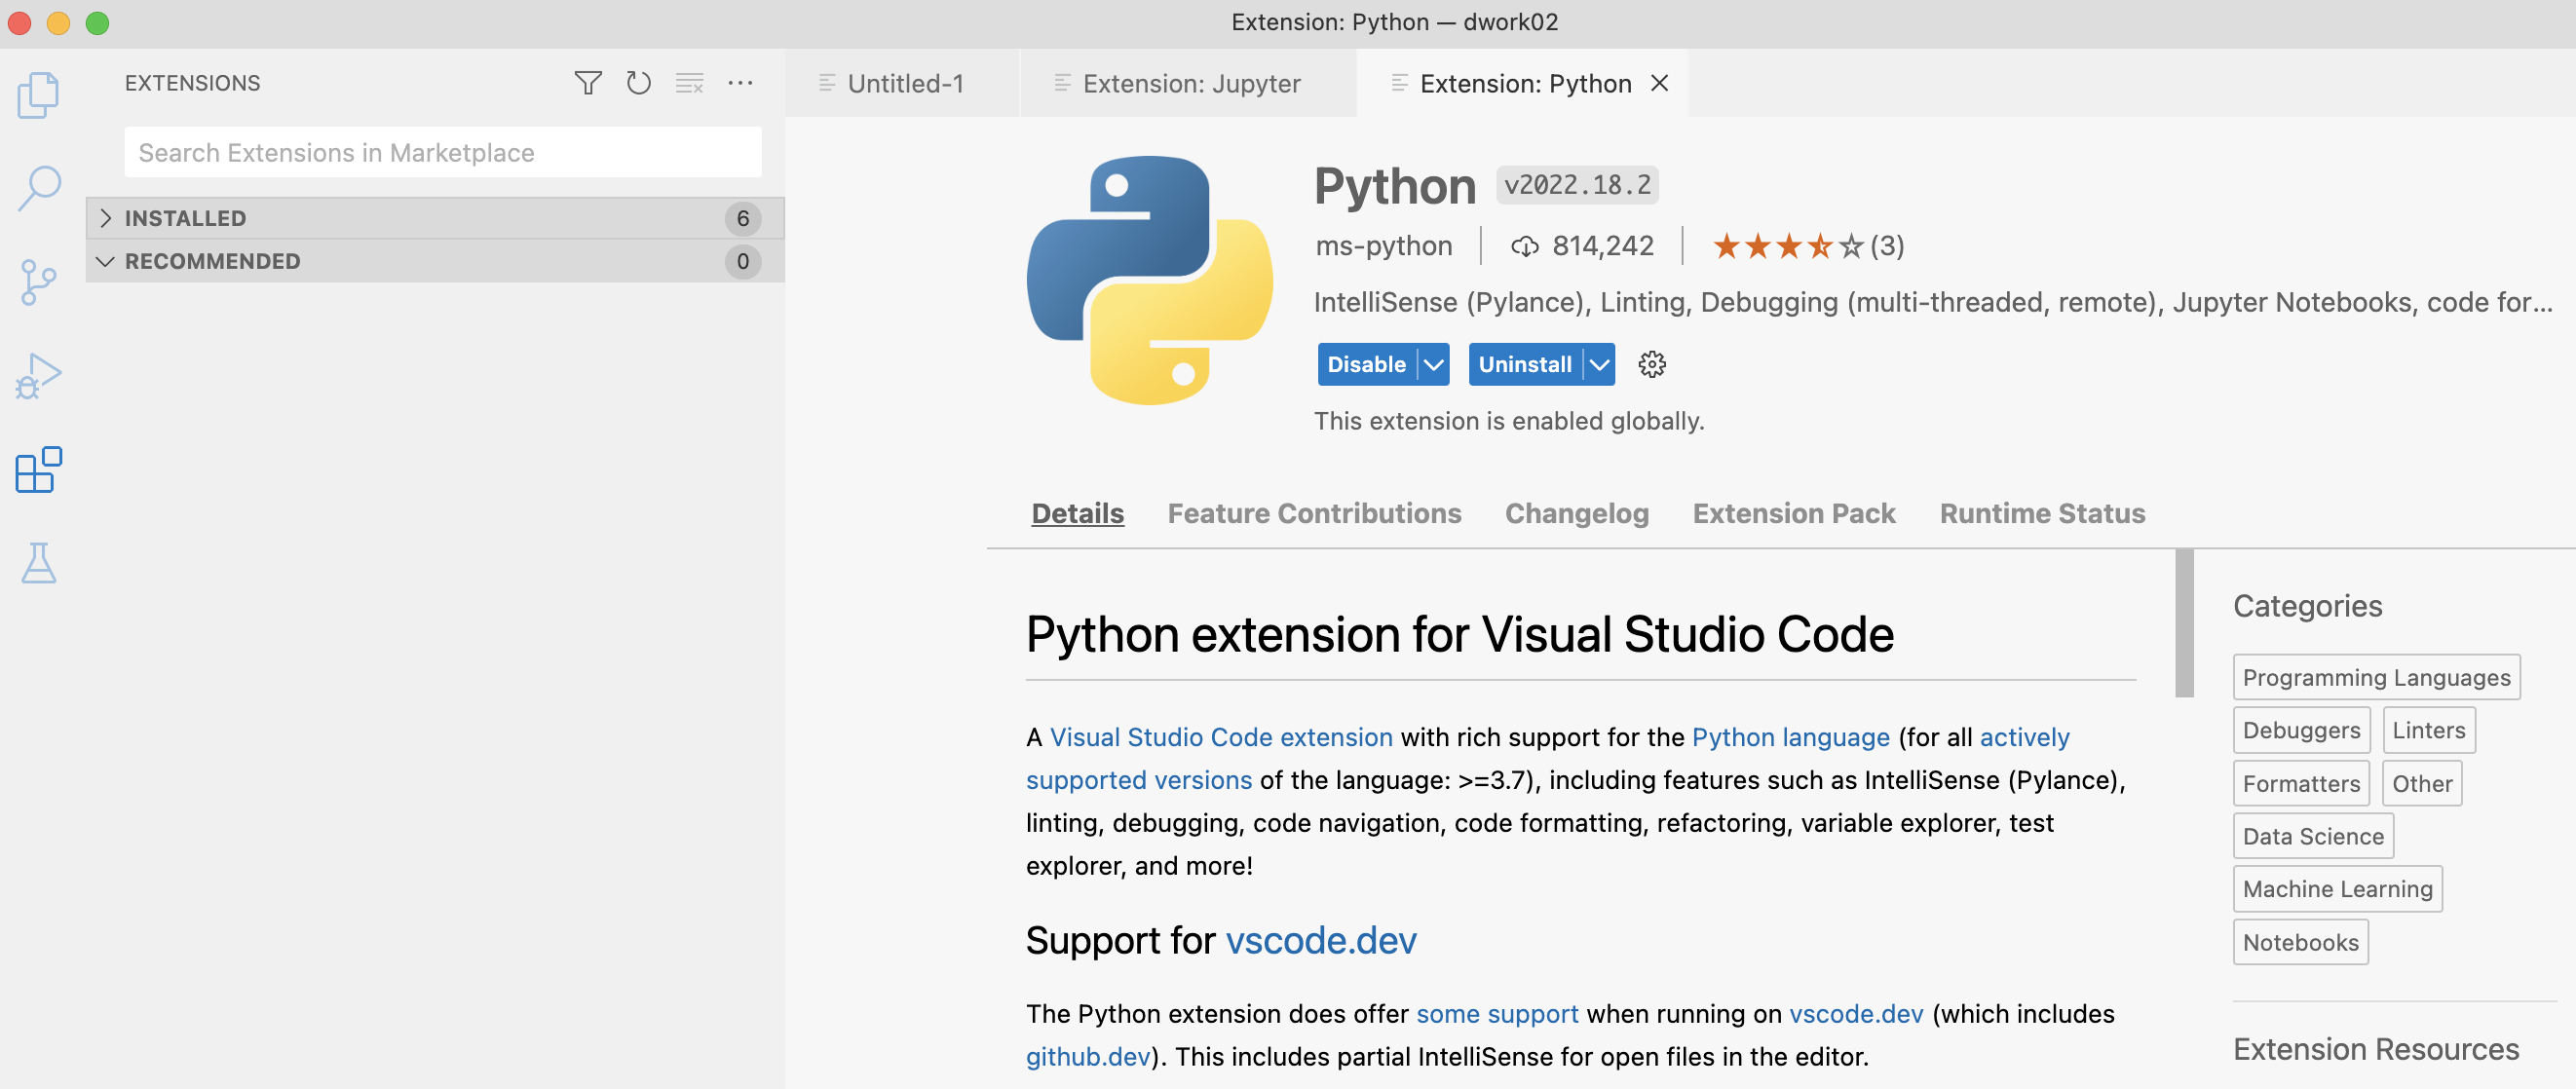 Extension: Python — dwork02
EXTENSIONS
Search Extensions in Marketplace
INSTALLED 6
RECOMMENDED 0
Untitled-1
Extension: Jupyter
Extension: Python
Python v2022.18.2
ms-python 814,242 (3)
IntelliSense (Pylance), Linting, Debugging (multi-threaded, remote), Jupyter Notebooks, code for...
Disable Uninstall
This extension is enabled globally.
Details Feature Contributions Changelog Extension Pack Runtime Status
Python extension for Visual Studio Code
A Visual Studio Code extension with rich support for the Python language (for all actively
supported versions of the language: >=3.7), including features such as IntelliSense (Pylance),
linting, debugging, code navigation, code formatting, refactoring, variable explorer, test
explorer, and more!
Support for vscode.dev
The Python extension does offer some support when running on vscode.dev (which includes
github.dev). This includes partial IntelliSense for open files in the editor.
Categories
Programming Languages
Debuggers Linters
Formatters Other
Data Science
Machine Learning
Notebooks
Extension Resources